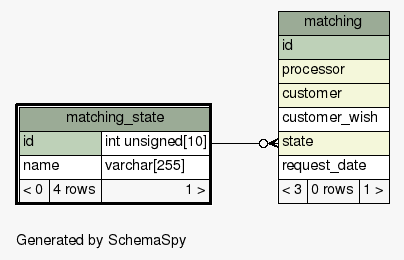 matching
id
processor
customer
customer_wish
state
request_date
< 3 0 rows 1 >
matching_state
id int unsigned[10]
name varchar[255]
< 0 4 rows 1 >
Generated by SchemaSpy